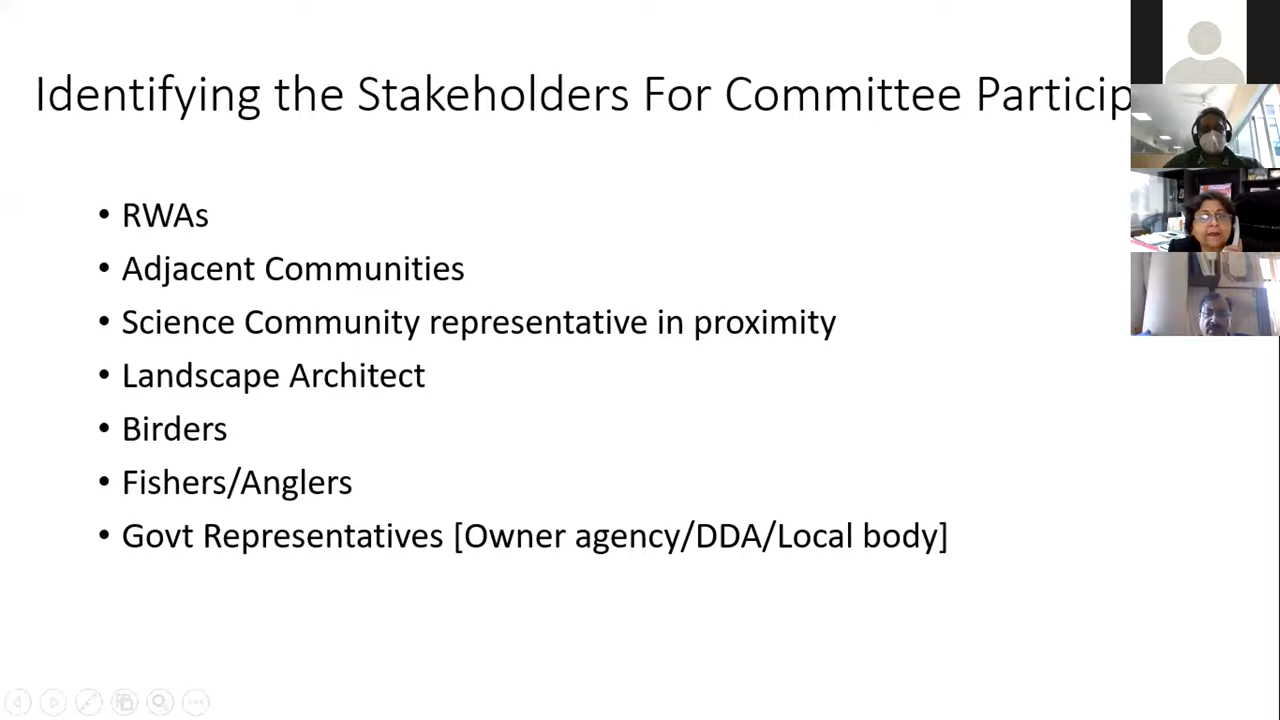 Identifying the Stakeholders For Committee Particip
• RWAs
• Adjacent Communities
• Science Community representative in proximity
• Landscape Architect
• Birders
• Fishers/Anglers
• Govt Representatives [Owner agency/DDA/Local body]